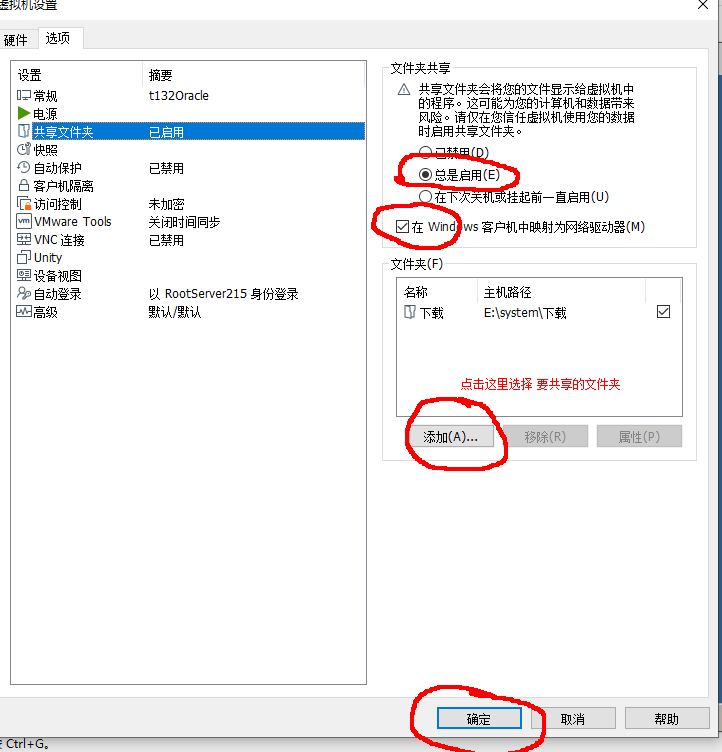 虚拟机设置
硬件 选项
设置 摘要
常规 t132Oracle
电源
共享文件夹 已启用
快照
自动保护 已禁用
客户机隔离
访问控制 未加密
VMware Tools 关闭时间同步
VNC 连接 已禁用
Unity
设备视图
自动登录 以 RootServer215 身份登录
高级 默认/默认
文件夹共享
共享文件夹会将您的文件显示给虚拟机中
的程序。这可能为您的计算机和数据带来
风险。请仅在您信任虚拟机使用您的数据
时启用共享文件夹。
已禁用(D)
总是启用(E)
在下次关机或挂起前一直启用(U)
在 Windows 客户机中映射为网络驱动器(M)
文件夹(F)
名称 主机路径
下载 E:\system\下载
点击这里选择 要共享的文件夹
添加(A)... 移除(R) 属性(P)
确定 取消 帮助
Ctrl+G。